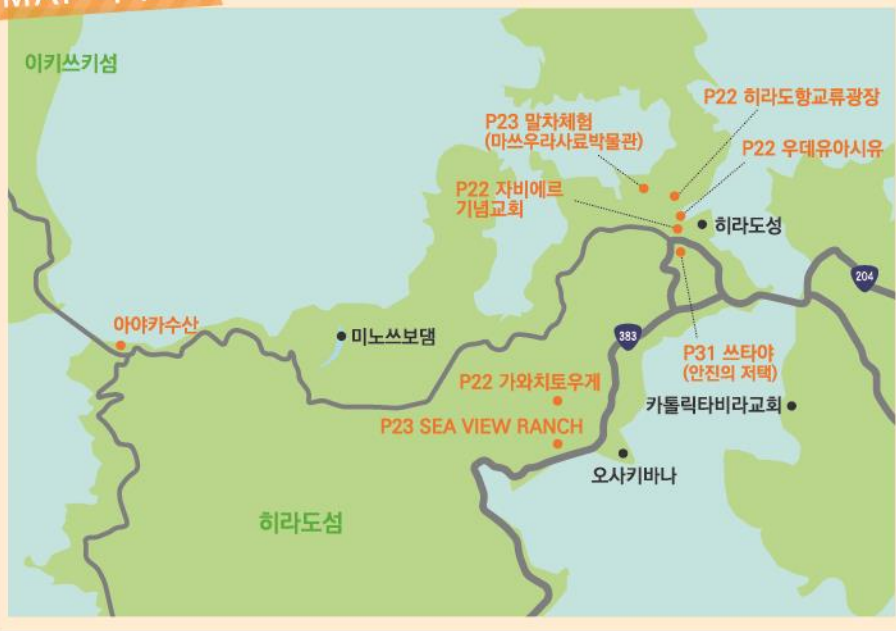 MAP
이키쓰키섬
P22 히라도항교류광장
P23 말차체험
(마쓰우라사료박물관)
P22 우데유아시유
P22 자비에르
기념교회
히라도성
204
아야카수산
미노쓰보댐
383
P31 쓰타야
(안진의 저택)
P22 가와치토우게
카톨릭타비라교회
P23 SEA VIEW RANCH
오사키바나
히라도섬